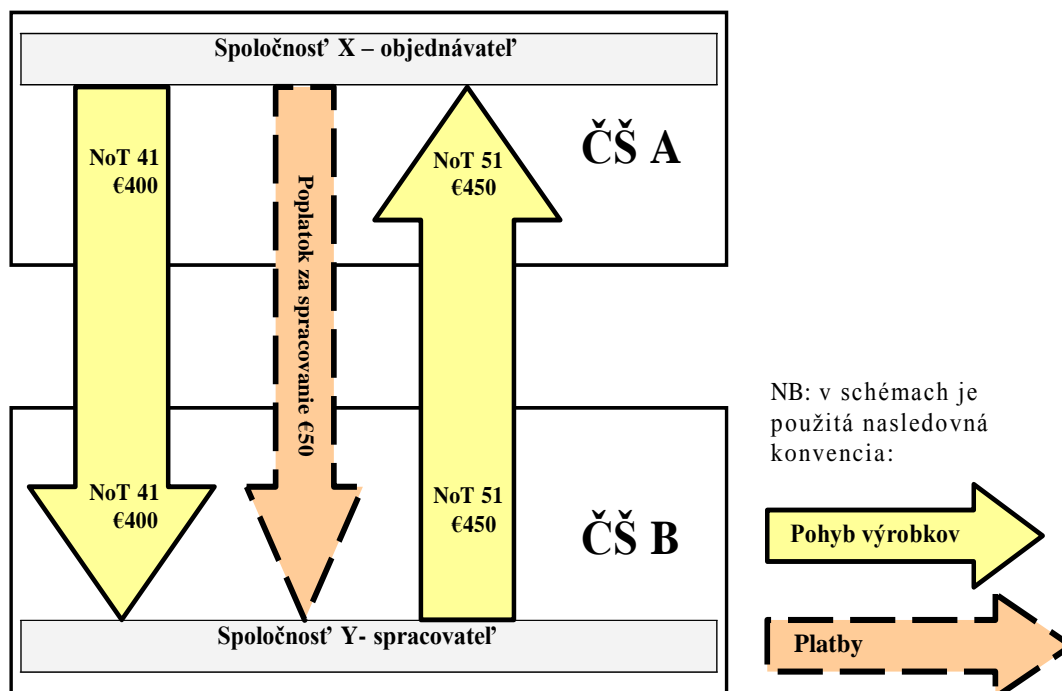 Spoločnosť X – objednávateľ
NoT 41
€400
Poplatok za spracovanie €50
NoT 51
€450
ČŠ A
NoT 41
€400
NoT 51
€450
ČŠ B
Spoločnosť Y- spracovateľ
NB: v schémach je
použitá nasledovná
konvencia:
Pohyb výrobkov
Platby